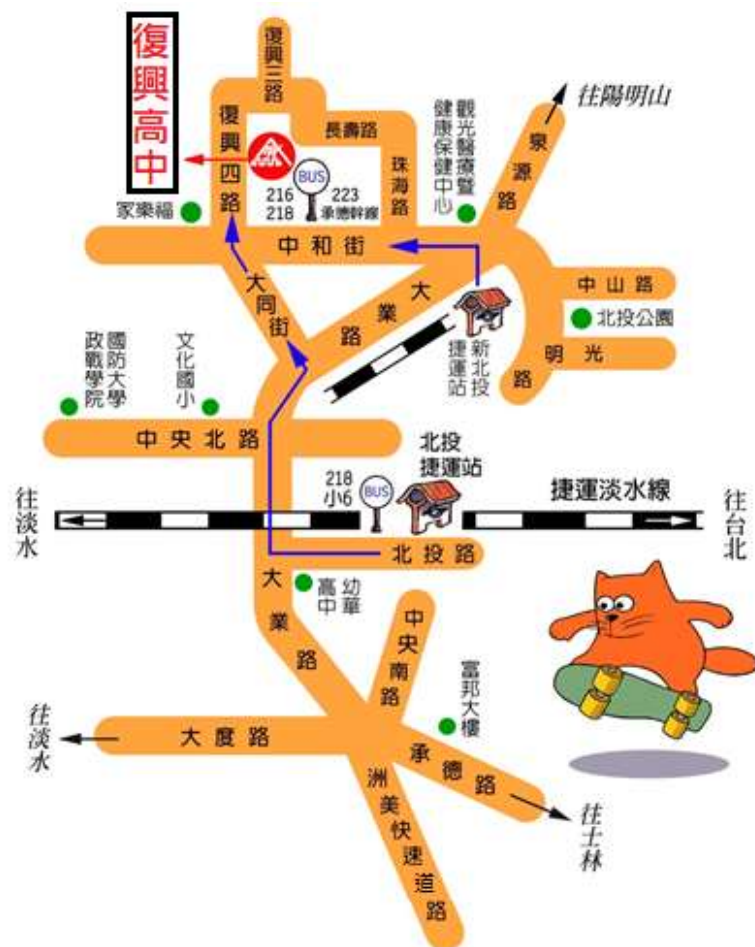 復興高中
復興三路
往陽明山
復興四路
長壽路
觀光醫療暨
健康保健中心
泉源路
BUS
216
218
223
承德幹線
珠海路
家樂福
中和街
大同街
大業路
中山路
新北投
捷運站
北投公園
光明路
國防大學
政戰學院
文化國小
中央北路
北投
捷運站
218
小6
BUS
捷運淡水線
往淡水
往台北
北投路
幼華
高中
大業路
中央南路
富邦大樓
往淡水
大度路
承德路
洲美快速道路
往士林